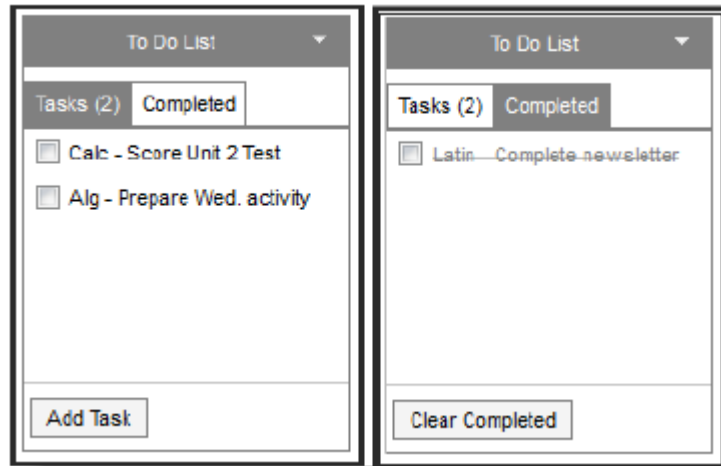 To Do List
Tasks (2) Completed
Calc - Score Unit 2 Test
Alg - Prepare Wed. activity
Add Task
To Do List
Tasks (2) Completed
Latin - Complete newsletter
Clear Completed